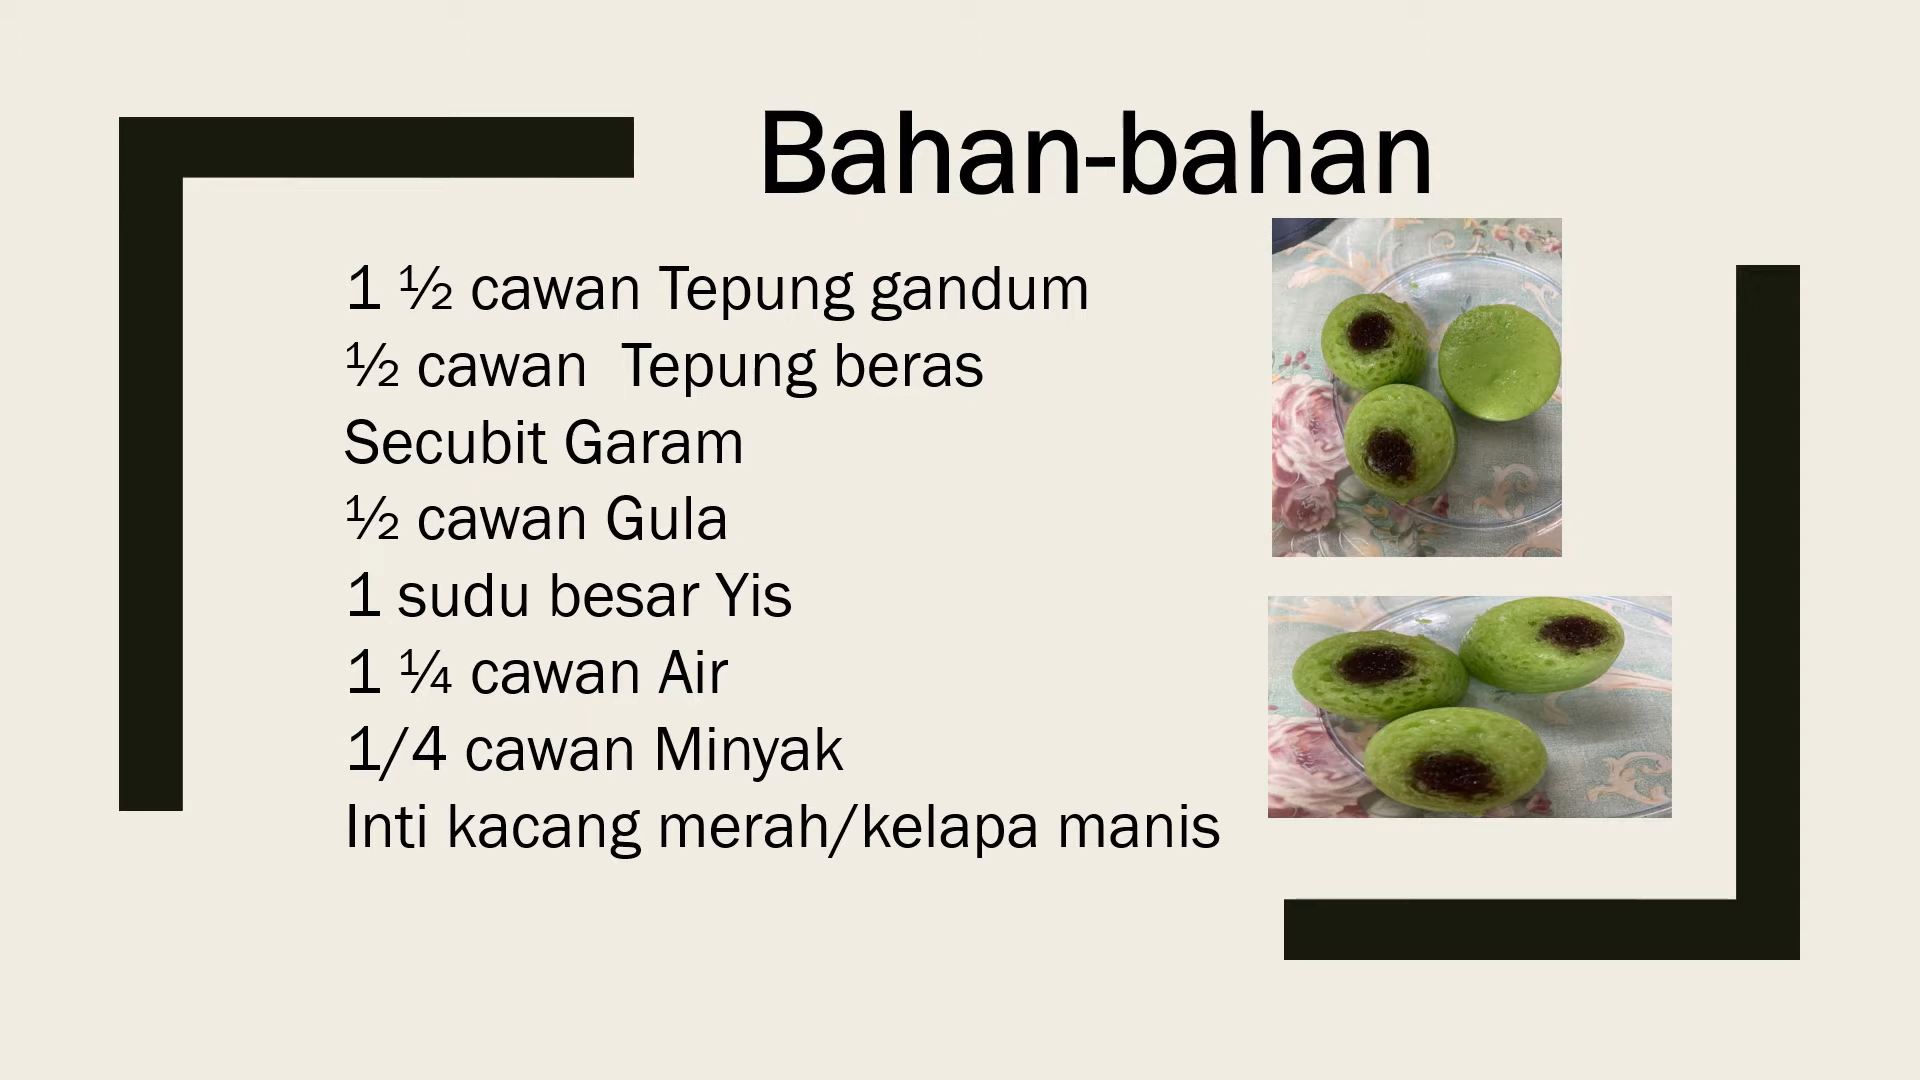 Bahan-bahan
1 ½ cawan Tepung gandum
½ cawan  Tepung beras
Secubit Garam
½ cawan Gula
1 sudu besar Yis
1 ¼ cawan Air
1/4 cawan Minyak
Inti kacang merah/kelapa manis